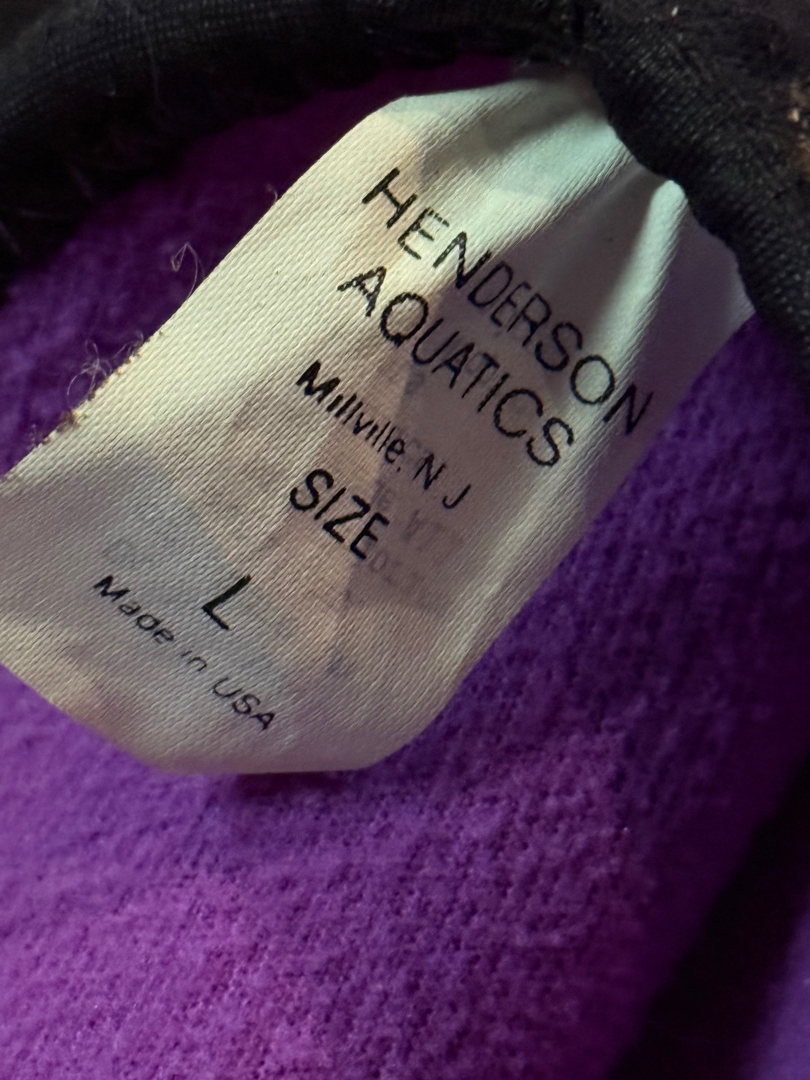 HENDERSON
AQUATICS
Millville, N J
SIZE
L
Made in USA